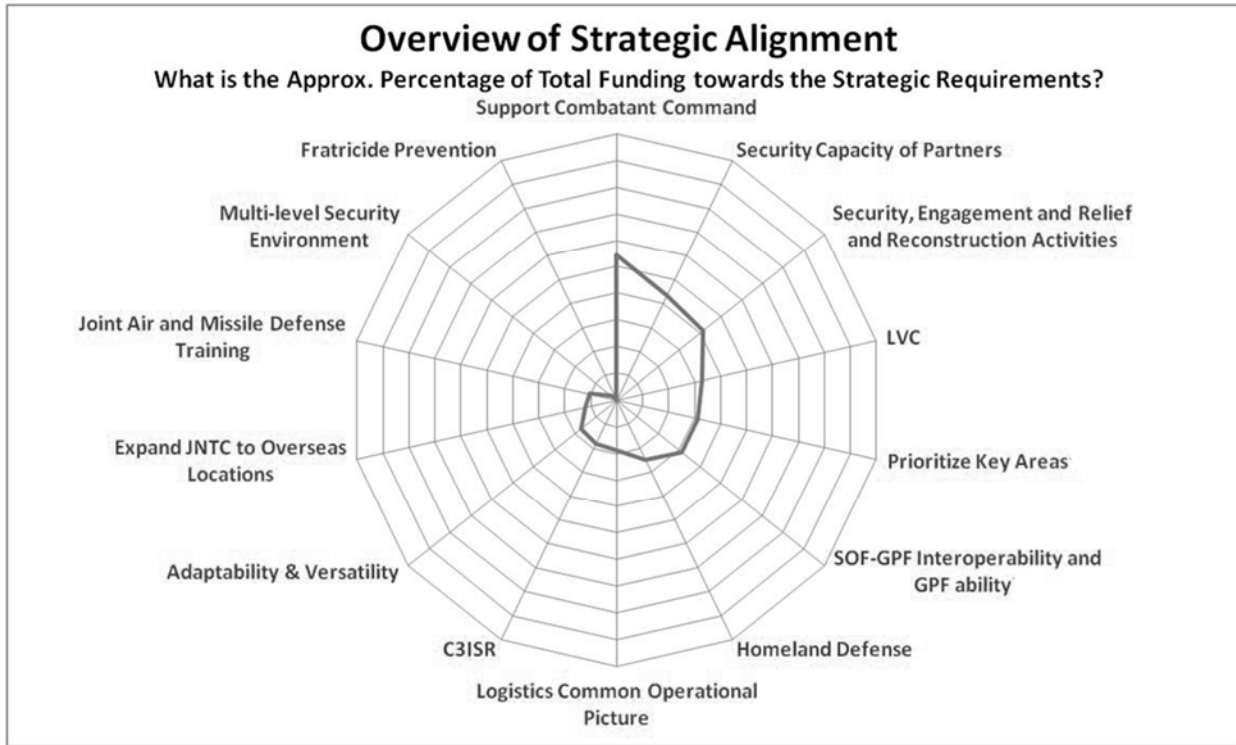 Overview of Strategic Alignment
What is the Approx. Percentage of Total Funding towards the Strategic Requirements?
Support Combatant Command
Fratricide Prevention
Security Capacity of Partners
Multi-level Security
Environment
Security, Engagement and Relief
and Reconstruction Activities
Joint Air and Missile Defense
Training
LVC
Expand JNTC to Overseas
Locations
Prioritize Key Areas
Adaptability & Versatility
SOF-GPF Interoperability and
GPF ability
C3ISR
Homeland Defense
Logistics Common Operational
Picture